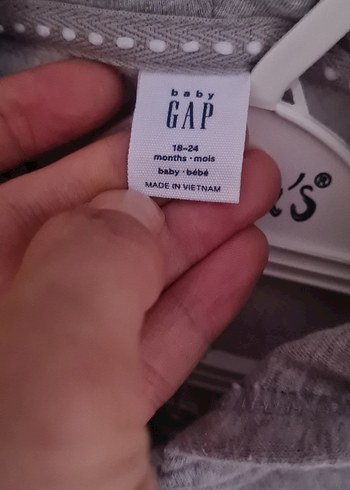 baby
GAP
18-24
months · mois
baby · bébé
MADE IN VIETNAM
's®